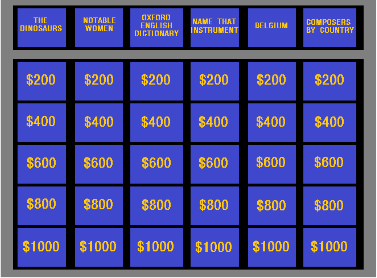 THE
DINOSAURS
NOTABLE
WOMEN
OXFORD
ENGLISH
DICTIONARY
NAME THAT
INSTRUMENT
BELGIUM
COMPOSERS
BY COUNTRY
$200 $200 $200 $200 $200 $200
$400 $400 $400 $400 $400 $400
$600 $600 $600 $600 $600 $600
$800 $800 $800 $800 $800 $800
$1000 $1000 $1000 $1000 $1000 $1000